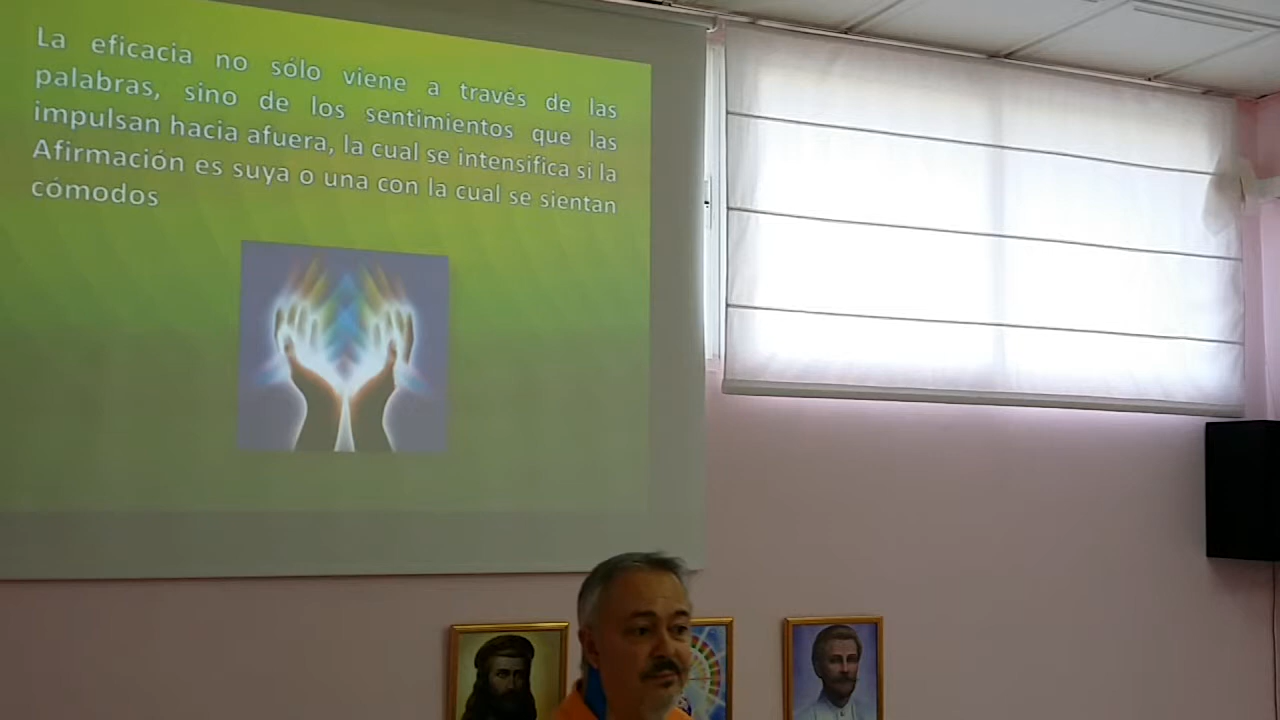 La eficacia no sólo viene a través de las
palabras, sino de los sentimientos que las
impulsan hacia afuera, la cual se intensifica si la
Afirmación es suya o una con la cual se sientan
cómodos